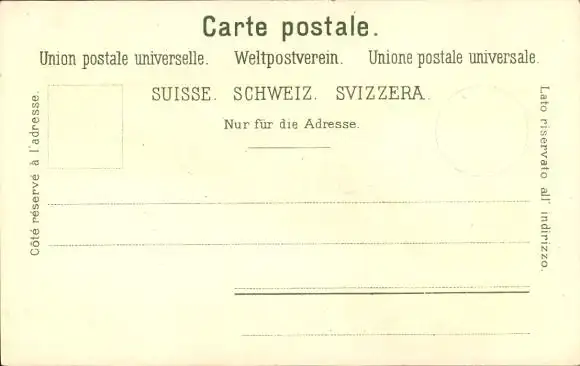 Carte postale.
Union postale universelle. Weltpostverein. Unione postale universale.
SUISSE. SCHWEIZ. SVIZZERA.
Nur für die Adresse.
Côté réservé à l'adresse.
Lato riservato all' indirizzo.